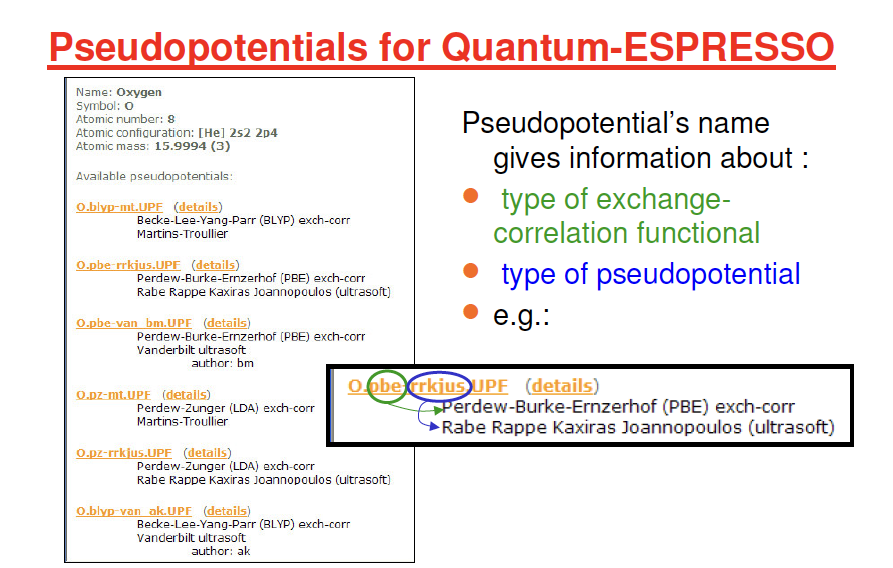 Pseudopotentials for Quantum-ESPRESSO
Name: Oxygen
Symbol: O
Atomic number: 8
Atomic configuration: [He] 2s2 2p4
Atomic mass: 15.9994 (3)
Available pseudopotentials:
O.blyp-mt.UPF (details)
Becke-Lee-Yang-Parr (BLYP) exch-corr
Martins-Troullier
O.pbe-rrkjus.UPF (details)
Perdew-Burke-Ernzerhof (PBE) exch-corr
Rabe Rappe Kaxiras Joannopoulos (ultrasoft)
O.pbe-van_bm.UPF (details)
Perdew-Burke-Ernzerhof (PBE) exch-corr
Vanderbilt ultrasoft
author: bm
O.pz-mt.UPF (details)
Perdew-Zunger (LDA) exch-corr
Martins-Troullier
O.pz-rrkjus.UPF (details)
Perdew-Zunger (LDA) exch-corr
Rabe Rappe Kaxiras Joannopoulos (ultrasoft)
O.blyp-van_ak.UPF (details)
Becke-Lee-Yang-Parr (BLYP) exch-corr
Vanderbilt ultrasoft
author: ak
Pseudopotential's name
gives information about :
● type of exchange-
correlation functional
● type of pseudopotential
● e.g.:
O.pbe-rrkjus.UPF (details)
Perdew-Burke-Ernzerhof (PBE) exch-corr
Rabe Rappe Kaxiras Joannopoulos (ultrasoft)